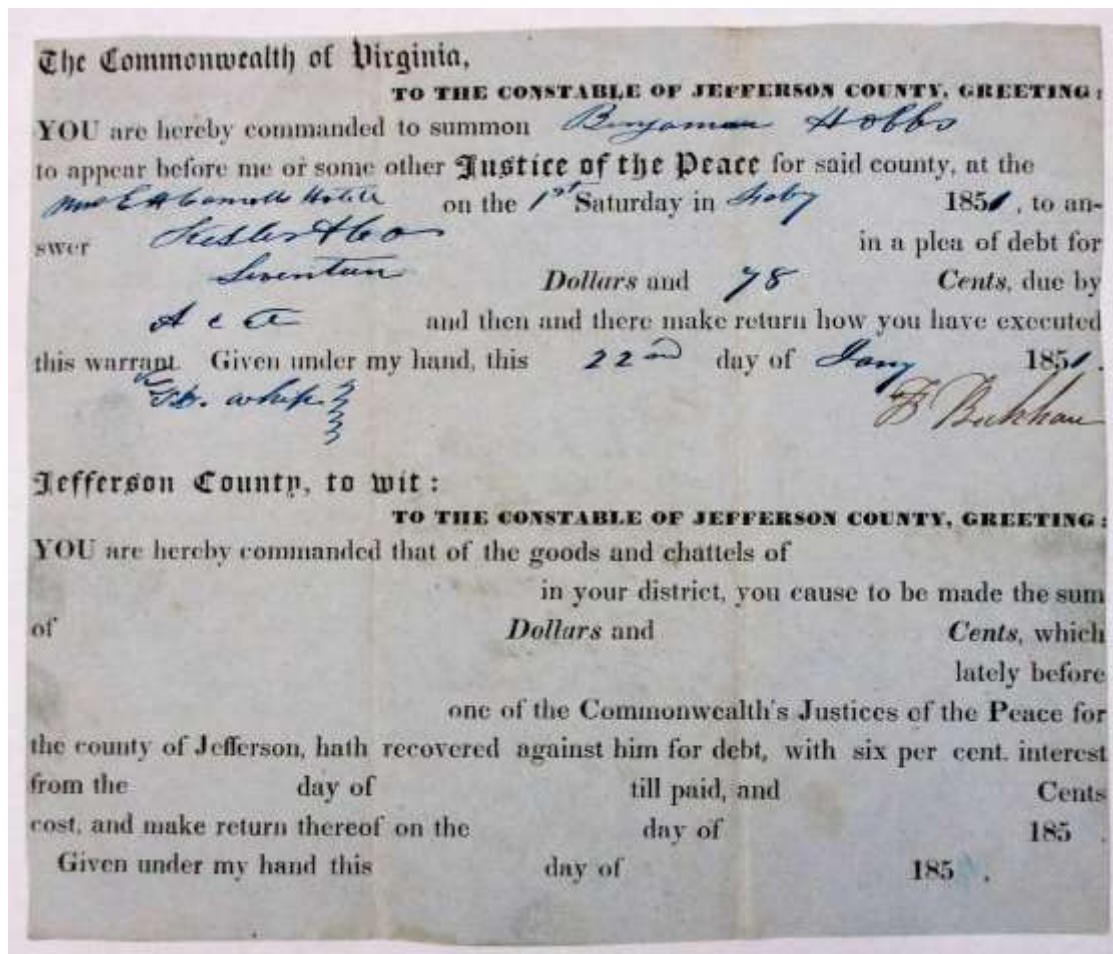 The Commonwealth of Virginia,
TO THE CONSTABLE OF JEFFERSON COUNTY, GREETING:
YOU are hereby commanded to summon Benjaman Hobbs
to appear before me or some other Justice of the Peace for said county, at the
on the 1st Saturday in 1851, to an-
swer in a plea of debt for
Seventeen Dollars and 78 Cents, due by
and then and there make return how you have executed
this warrant. Given under my hand, this 22nd day of Jany 1851.
F Beckham
Jefferson County, to wit:
TO THE CONSTABLE OF JEFFERSON COUNTY, GREETING:
YOU are hereby commanded that of the goods and chattels of
in your district, you cause to be made the sum
of Dollars and Cents, which
lately before
one of the Commonwealth's Justices of the Peace for
the county of Jefferson, hath recovered against him for debt, with six per cent. interest
from the day of till paid, and Cents
cost, and make return thereof on the day of 185 .
Given under my hand this day of 185 .